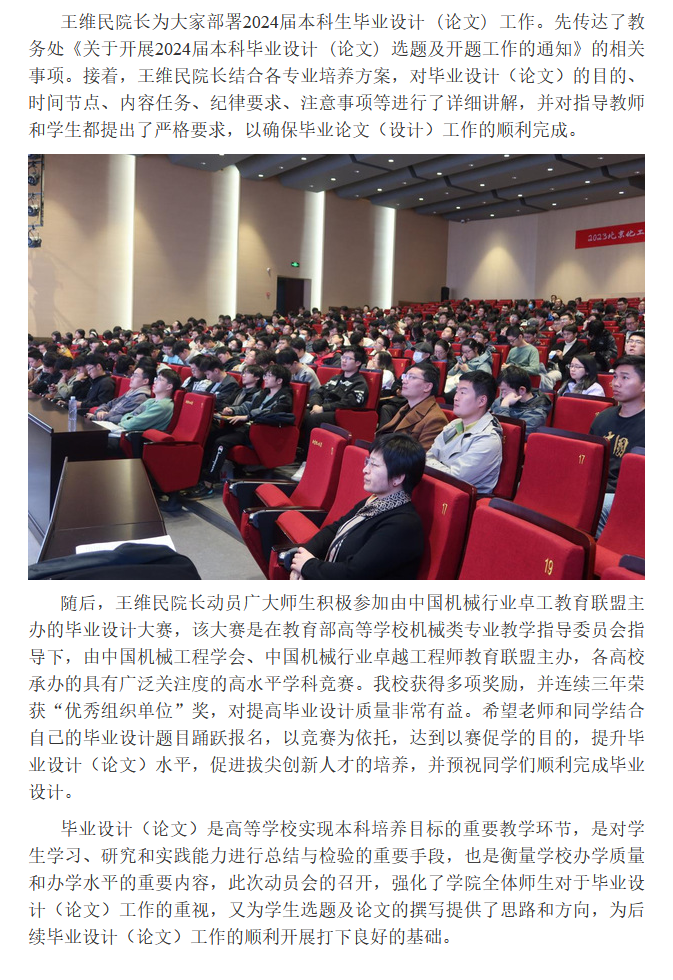 王维民院长为大家部署2024届本科生毕业设计(论文)工作。先传达了教
务处《关于开展2024届本科毕业设计(论文)选题及开题工作的通知》的相关
事项。接着，王维民院长结合各专业培养方案，对毕业设计（论文）的目的、
时间节点、内容任务、纪律要求、注意事项等进行了详细讲解，并对指导教师
和学生都提出了严格要求，以确保毕业论文（设计）工作的顺利完成。
2023北京化工
17
17
19
随后，王维民院长动员广大师生积极参加由中国机械行业卓工教育联盟主
办的毕业设计大赛，该大赛是在教育部高等学校机械类专业教学指导委员会指
导下，由中国机械工程学会、中国机械行业卓越工程师教育联盟主办，各高校
承办的具有广泛关注度的高水平学科竞赛。我校获得多项奖励，并连续三年荣
获“优秀组织单位”奖，对提高毕业设计质量非常有益。希望老师和同学结合
自己的毕业设计题目踊跃报名，以竞赛为依托，达到以赛促学的目的，提升毕
业设计（论文）水平，促进拔尖创新人才的培养，并预祝同学们顺利完成毕业
设计。
毕业设计（论文）是高等学校实现本科培养目标的重要教学环节，是对学
生学习、研究和实践能力进行总结与检验的重要手段，也是衡量学校办学质量
和办学水平的重要内容，此次动员会的召开，强化了学院全体师生对于毕业设
计（论文）工作的重视，又为学生选题及论文的撰写提供了思路和方向，为后
续毕业设计（论文）工作的顺利开展打下良好的基础。